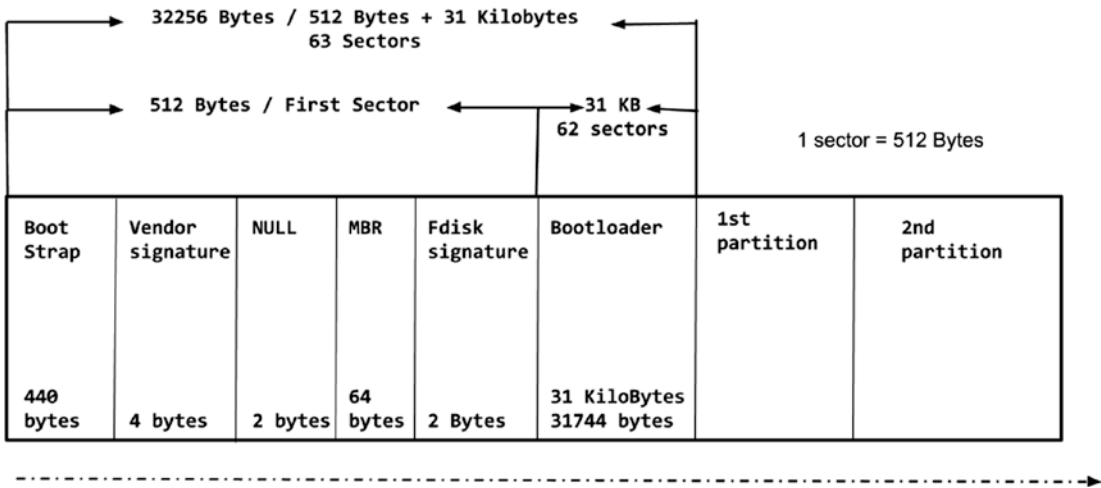 32256 Bytes / 512 Bytes + 31 Kilobytes
63 Sectors
512 Bytes / First Sector
31 KB
62 sectors
1 sector = 512 Bytes
Boot
Strap
440
bytes
Vendor
signature
4 bytes
NULL
2 bytes
MBR
64
bytes
Fdisk
signature
2 Bytes
Bootloader
31 KiloBytes
31744 bytes
1st
partition
2nd
partition